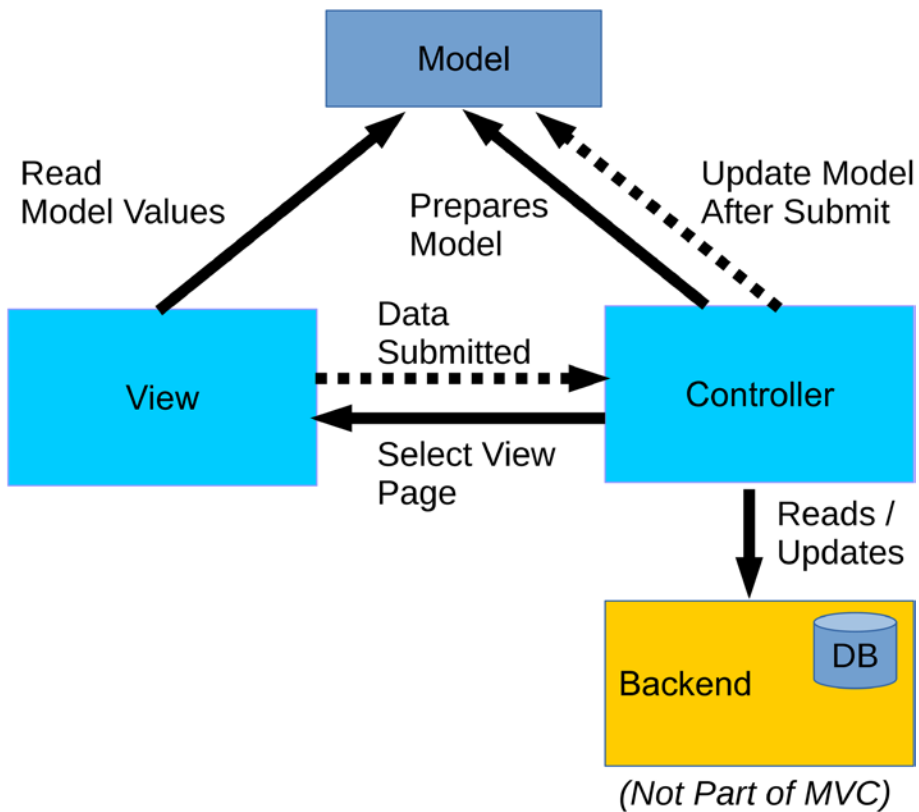 Model
Read
Model Values
Prepares
Model
Update Model
After Submit
Data
Submitted
View
Controller
Select View
Page
Reads /
Updates
DB
Backend
(Not Part of MVC)